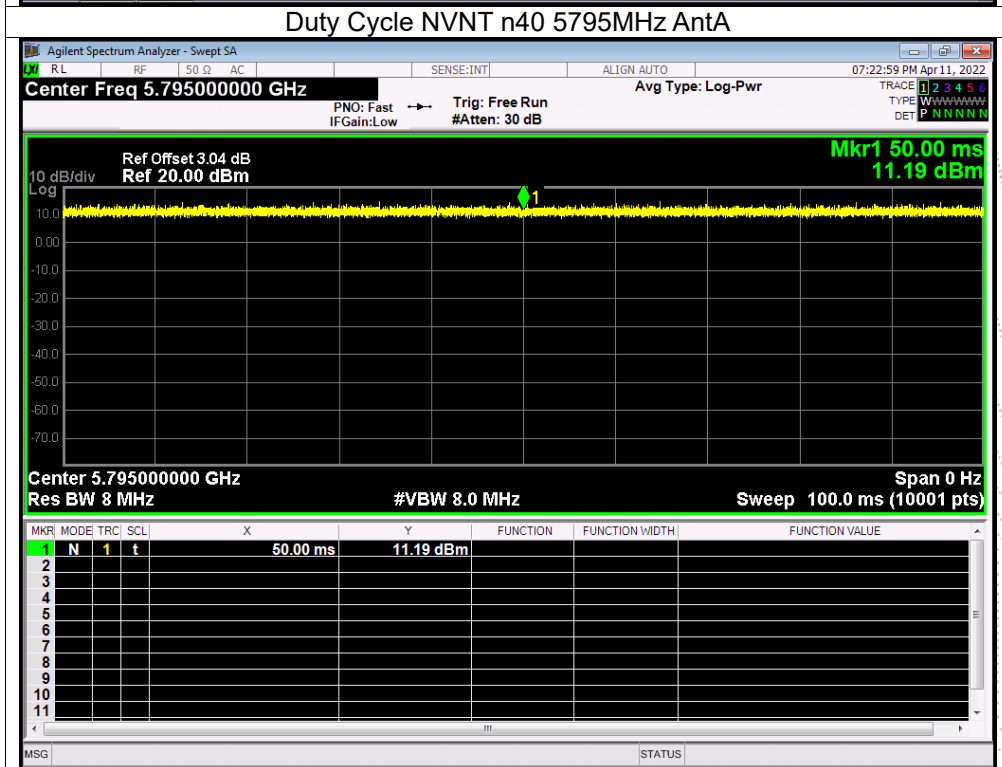 Duty Cycle NVNT n40 5795MHz AntA
Agilent Spectrum Analyzer - Swept SA
LXI RL RF 50 Ω AC SENSE:INT ALIGN AUTO 07:22:59 PM Apr 11, 2022
Center Freq 5.795000000 GHz Avg Type: Log-Pwr TRACE 1 2 3 4 5 6
PNO: Fast Trig: Free Run TYPE WWWWWWW
IFGain:Low #Atten: 30 dB DET P N N N N N
Mkr1 50.00 ms
Ref Offset 3.04 dB
10 dB/div Ref 20.00 dBm 11.19 dBm
Log
1
10.0
0.00
-10.0
-20.0
-30.0
-40.0
-50.0
-60.0
-70.0
Center 5.795000000 GHz Span 0 Hz
Res BW 8 MHz #VBW 8.0 MHz Sweep 100.0 ms (10001 pts)
MKR MODE TRC SCL X Y FUNCTION FUNCTION WIDTH FUNCTION VALUE
1 N 1 t 50.00 ms 11.19 dBm
2
3
4
5
6
7
8
9
10
11
MSG STATUS